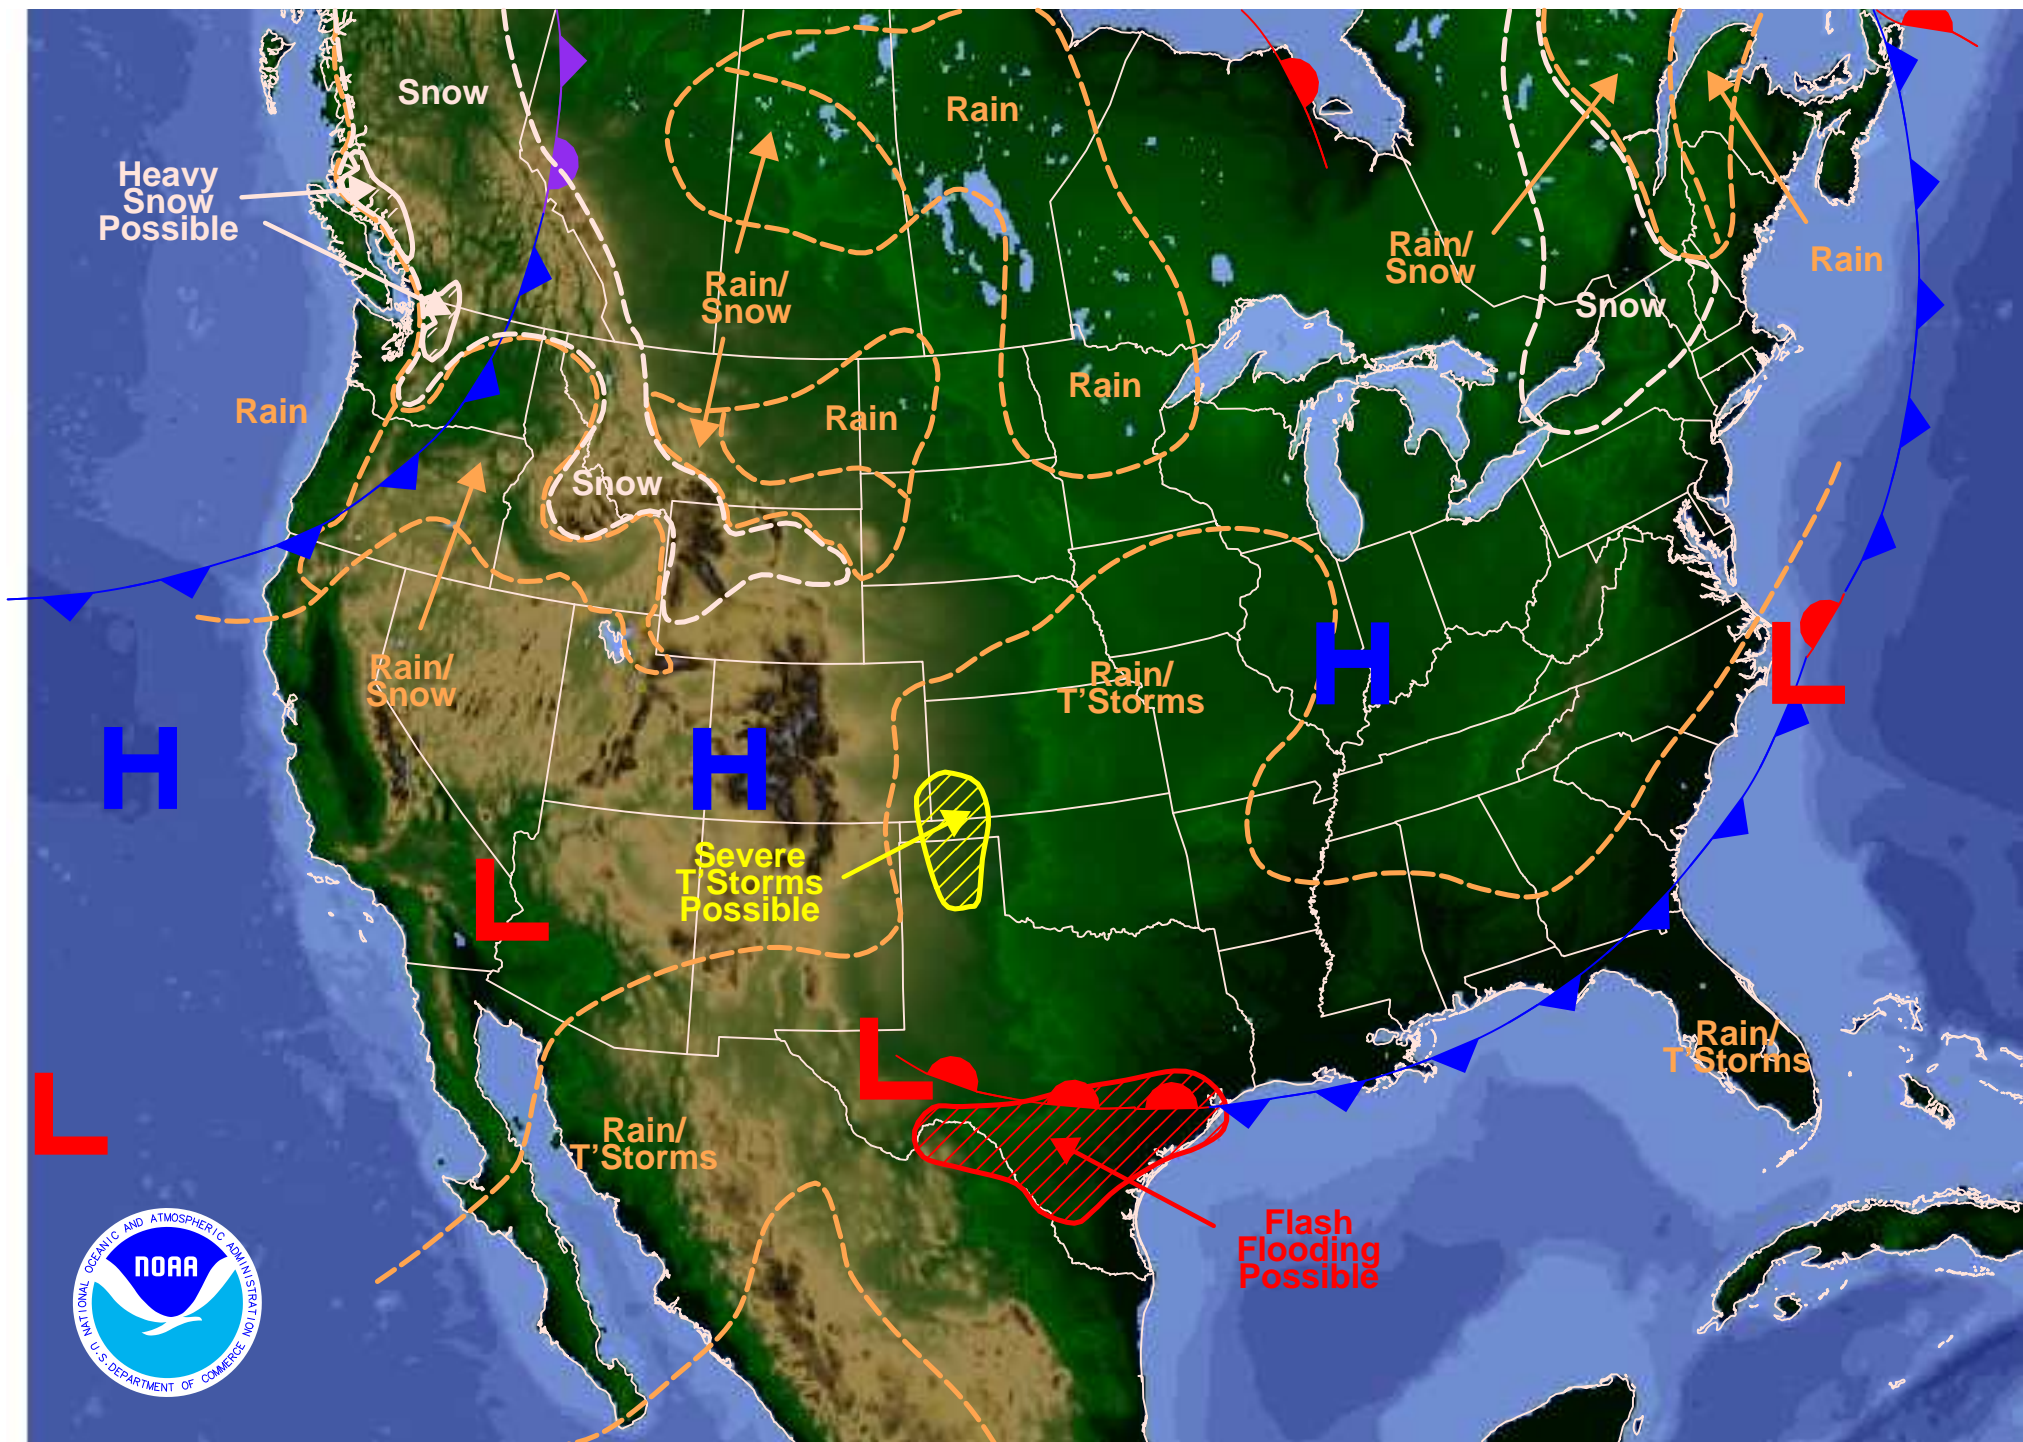 Snow
Rain
Heavy
Snow
Possible
Rain/
Snow
Rain
Rain/
Snow
Snow
Rain
Rain
Rain
Snow
Rain/
Snow
Rain/
T'Storms
H
L
H
H
Severe
T'Storms
Possible
L
L
Rain/
T'Storms
L
Rain/
T'Storms
Flash
Flooding
Possible
NATIONAL OCEANIC AND ATMOSPHERIC ADMINISTRATION
NOAA
U.S. DEPARTMENT OF COMMERCE